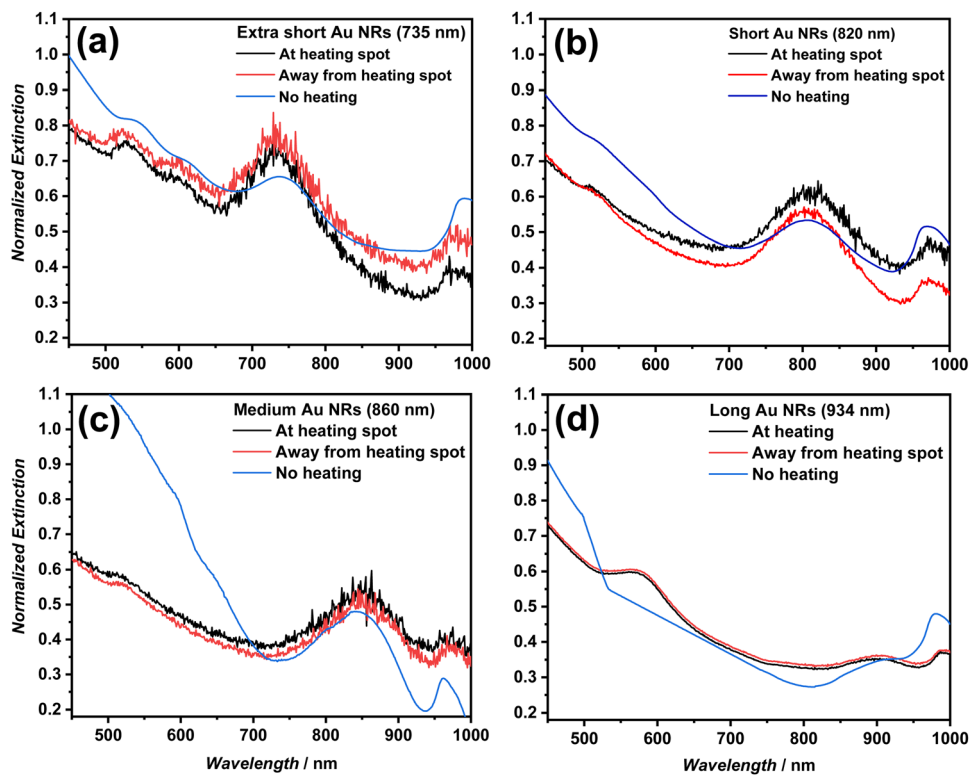 (a)
Extra short Au NRs (735 nm)
At heating spot
Away from heating spot
No heating
1.1
1.0
0.9
0.8
0.7
0.6
0.5
0.4
0.3
0.2
Normalized Extinction
500 600 700 800 900 1000
(b)
Short Au NRs (820 nm)
At heating spot
Away from heating spot
No heating
1.1
1.0
0.9
0.8
0.7
0.6
0.5
0.4
0.3
0.2
500 600 700 800 900 1000
(c)
Medium Au NRs (860 nm)
At heating spot
Away from heating spot
No heating
1.1
1.0
0.9
0.8
0.7
0.6
0.5
0.4
0.3
0.2
Normalized Extinction
500 600 700 800 900 1000
Wavelength / nm
(d)
Long Au NRs (934 nm)
At heating
Away from heating spot
No heating
1.1
1.0
0.9
0.8
0.7
0.6
0.5
0.4
0.3
0.2
500 600 700 800 900 1000
Wavelength / nm